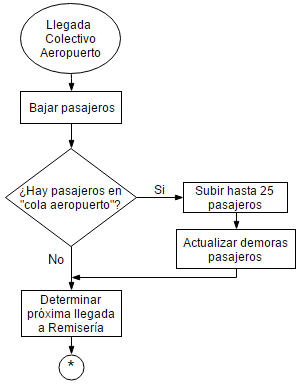 Llegada
Colectivo
Aeropuerto
Bajar pasajeros
¿Hay pasajeros en
"cola aeropuerto"?
Si
Subir hasta 25
pasajeros
Actualizar demoras
pasajeros
No
Determinar
próxima llegada
a Remisería
*